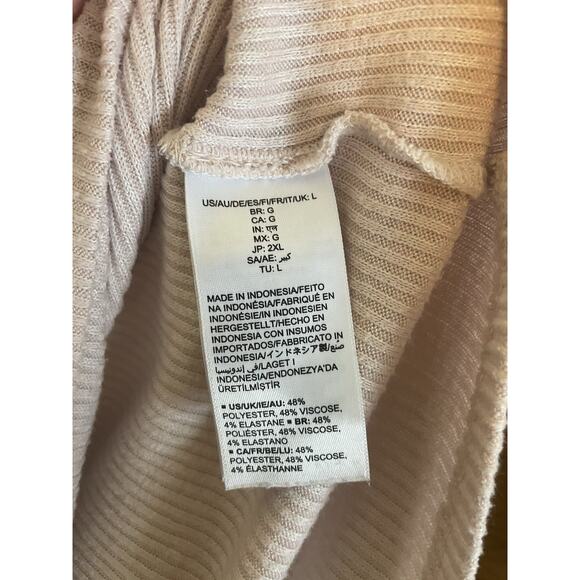 US/AU/DE/ES/FI/FR/IT/UK: L
BR: G
CA: G
IN: एल
MX: G
JP: 2XL
SA/AE: كبير
TU: L
MADE IN INDONESIA/FEITO
NA INDONÉSIA/FABRIQUÉ EN
INDONÉSIE/IN INDONESIEN
HERGESTELLT/HECHO EN
INDONESIA CON INSUMOS
IMPORTADOS/FABBRICATO IN
INDONESIA/インドネシア製/صُنِع
في إندونيسيا/LAGET I
INDONESIA/ENDONEZYA'DA
ÜRETİLMİŞTİR
■ US/UK/IE/AU: 48%
POLYESTER, 48% VISCOSE,
4% ELASTANE ■ BR: 48%
POLIÉSTER, 48% VISCOSE,
4% ELASTANO
■ CA/FR/BE/LU: 48%
POLYESTER, 48% VISCOSE,
4% ÉLASTHANNE